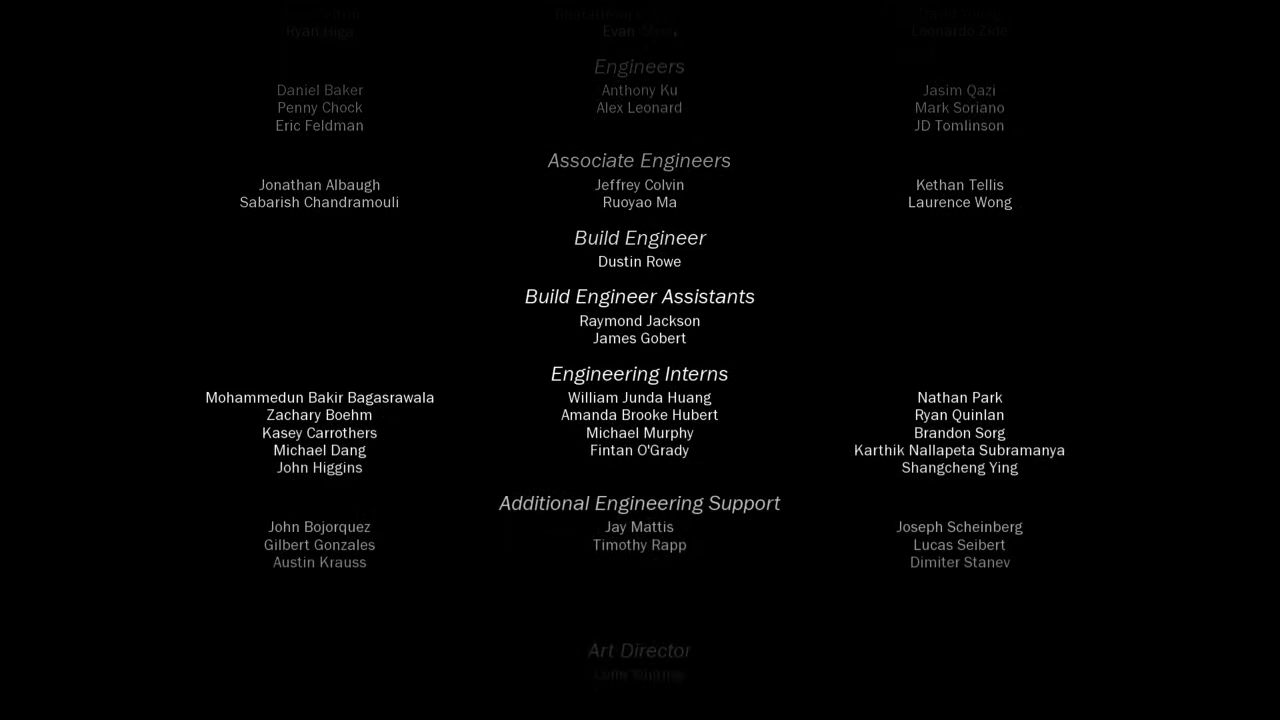 Ryan Higa Evan Leonardo Zide
Engineers
Daniel Baker Anthony Ku Jasim Qazi
Penny Chock Alex Leonard Mark Soriano
Eric Feldman JD Tomlinson
Associate Engineers
Jonathan Albaugh Jeffrey Colvin Kethan Tellis
Sabarish Chandramouli Ruoyao Ma Laurence Wong
Build Engineer
Dustin Rowe
Build Engineer Assistants
Raymond Jackson
James Gobert
Engineering Interns
Mohammedun Bakir Bagasrawala William Junda Huang Nathan Park
Zachary Boehm Amanda Brooke Hubert Ryan Quinlan
Kasey Carrothers Michael Murphy Brandon Sorg
Michael Dang Fintan O'Grady Karthik Nallapeta Subramanya
John Higgins Shangcheng Ying
Additional Engineering Support
John Bojorquez Jay Mattis Joseph Scheinberg
Gilbert Gonzales Timothy Rapp Lucas Seibert
Austin Krauss Dimiter Stanev
Art Director